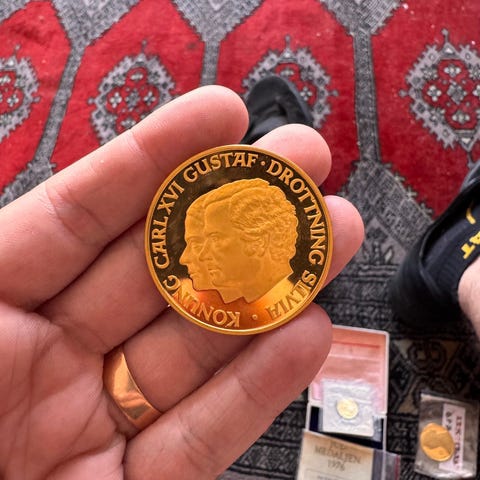 KONUNG CARL XVI GUSTAF · DROTTNING SILVIA ·
MEDALJEN
1976